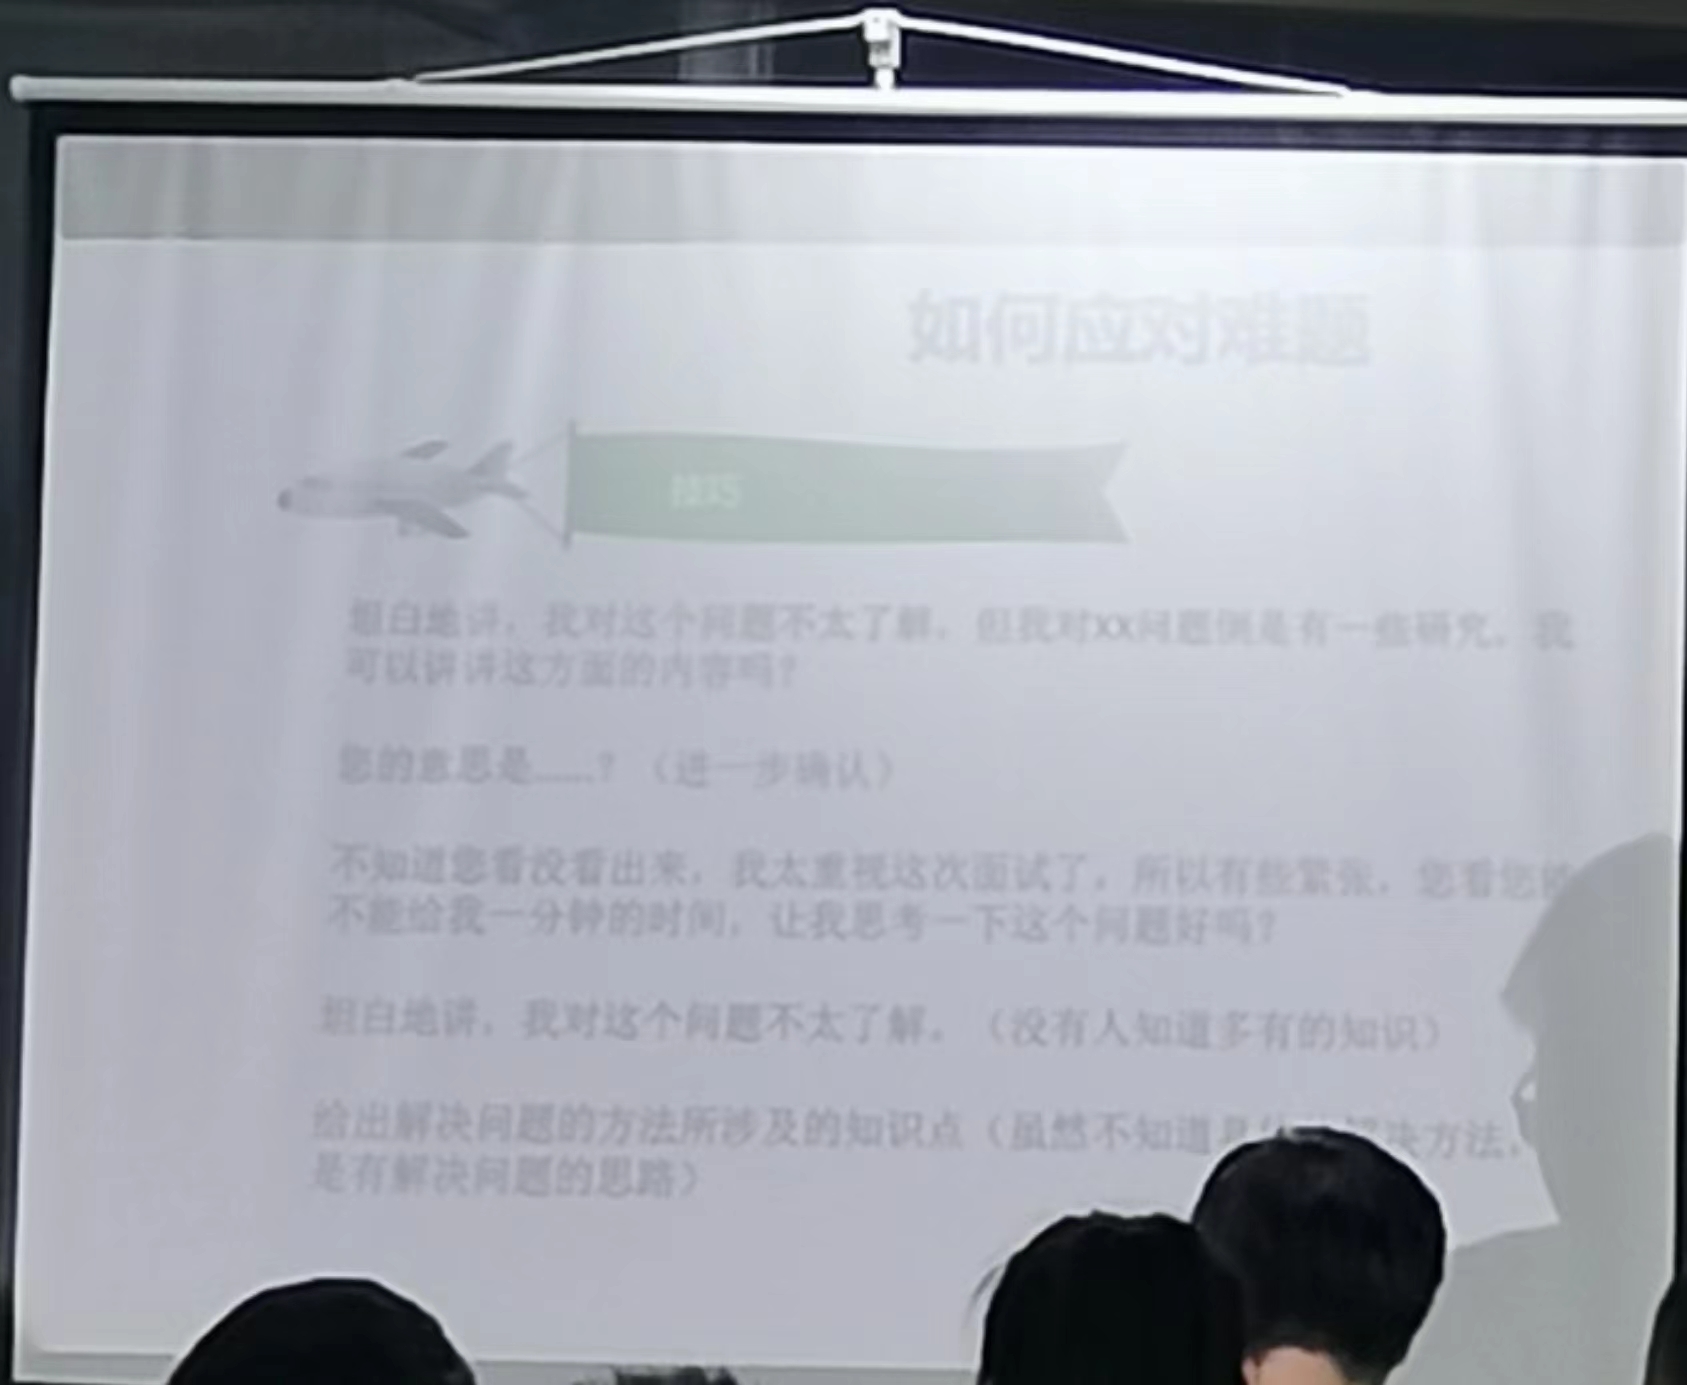 如何应对难题
技巧
坦白地讲，我对这个问题不太了解，但我对XX问题倒是有一些研究，我
可以讲讲这方面的内容吗？
您的意思是......？（进一步确认）
不知道您看没看出来，我太重视这次面试了，所以有些紧张，您看您
不能给我一分钟的时间，让我思考一下这个问题好吗？
坦白地讲，我对这个问题不太了解。（没有人知道多有的知识）
给出解决问题的方法所涉及的知识点（虽然不知道 解决方法，
是有解决问题的思路）